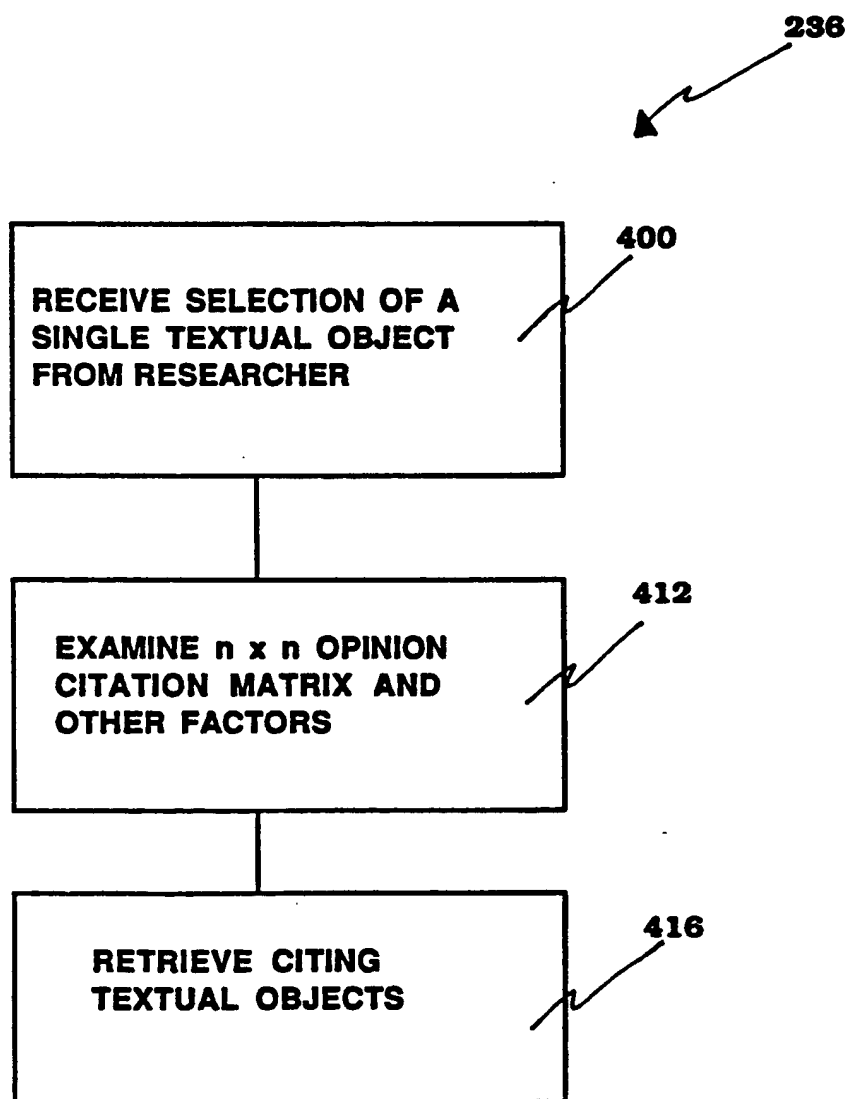 236
400
RECEIVE SELECTION OF A
SINGLE TEXTUAL OBJECT
FROM RESEARCHER
412
EXAMINE n x n OPINION
CITATION MATRIX AND
OTHER FACTORS
416
RETRIEVE CITING
TEXTUAL OBJECTS